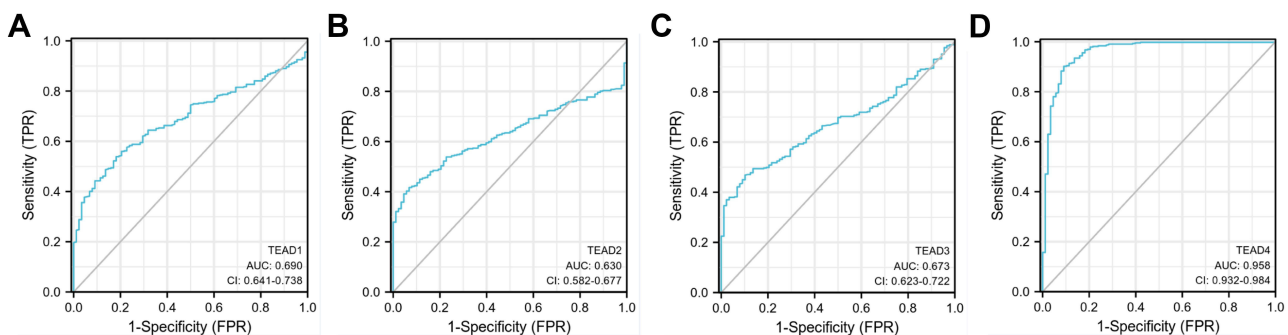 A
1.0
0.8
0.6
0.4
0.2
0.0
Sensitivity (TPR)
TEAD1
AUC: 0.690
CI: 0.641-0.738
0.0 0.2 0.4 0.6 0.8 1.0
1-Specificity (FPR)
B
1.0
0.8
0.6
0.4
0.2
0.0
Sensitivity (TPR)
TEAD2
AUC: 0.630
CI: 0.582-0.677
0.0 0.2 0.4 0.6 0.8 1.0
1-Specificity (FPR)
C
1.0
0.8
0.6
0.4
0.2
0.0
Sensitivity (TPR)
TEAD3
AUC: 0.673
CI: 0.623-0.722
0.0 0.2 0.4 0.6 0.8 1.0
1-Specificity (FPR)
D
1.0
0.8
0.6
0.4
0.2
0.0
Sensitivity (TPR)
TEAD4
AUC: 0.958
CI: 0.932-0.984
0.0 0.2 0.4 0.6 0.8 1.0
1-Specificity (FPR)